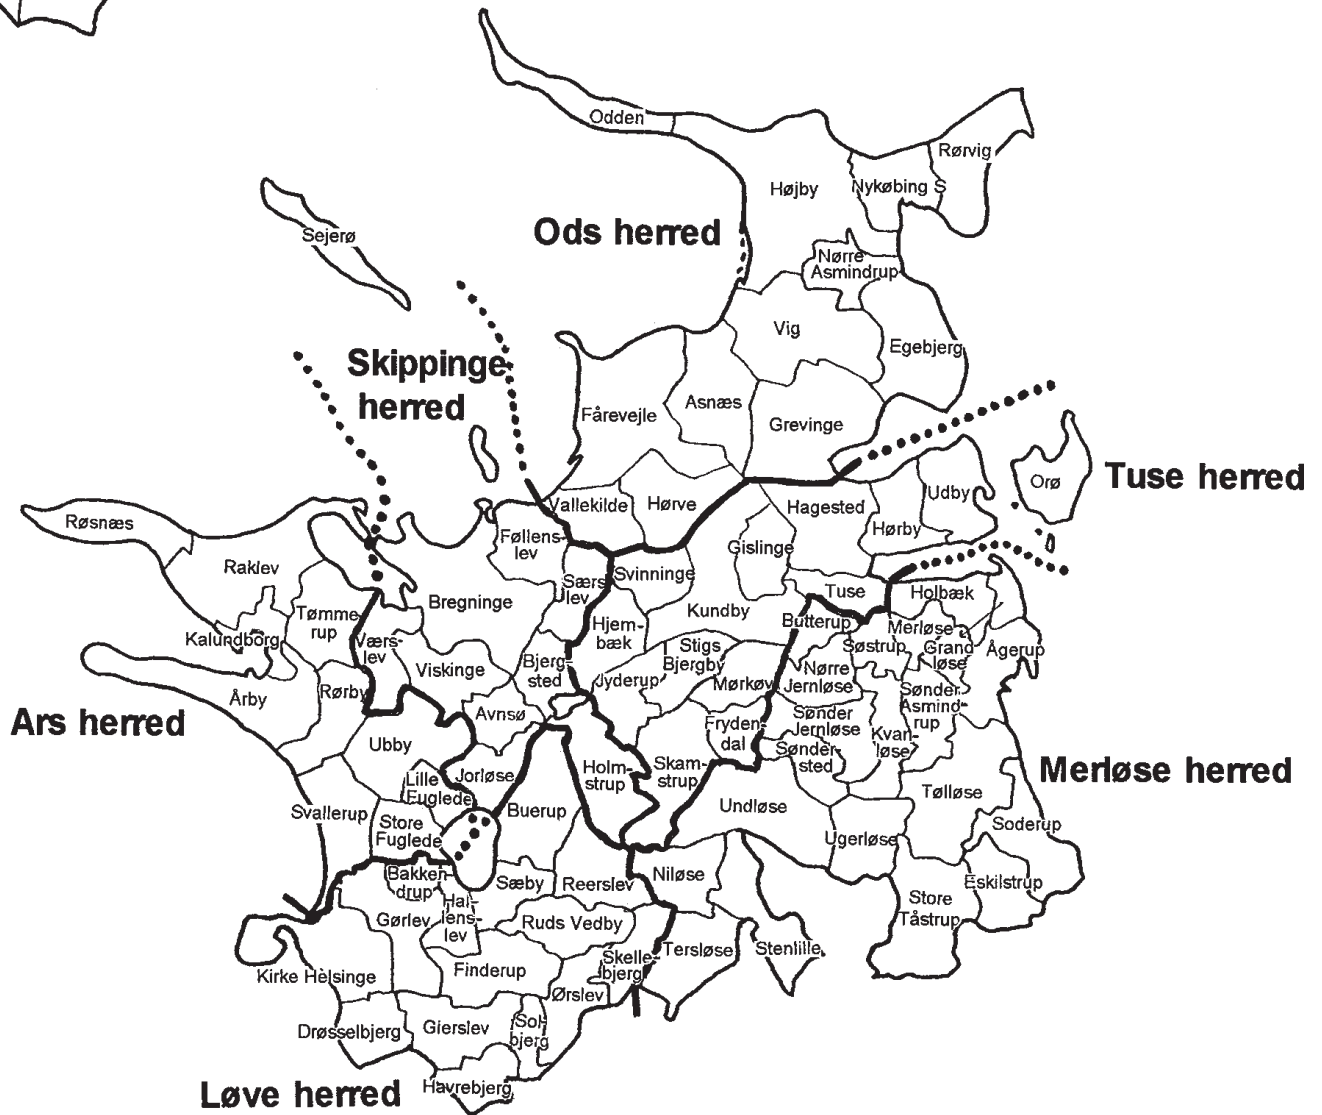 Odden
Rørvig
Højby
Nykøbing S
Sejerø
Ods herred
Nørre
Asmindrup
Vig
Egebjerg
Skippinge
herred
Fårevejle
Asnæs
Grevinge
Tuse herred
Orø
Udby
Hagested
Hørby
Vallekilde
Hørve
Røsnæs
Føllens-
lev
Gislinge
Raklev
Svinninge
Særs
lev
Bregninge
Kundby
Tuse
Holbæk
Tømme
rup
Kalundborg
Værs-
lev
Hjem-
bæk
Butterup
Merløse
Grand
løse
Søstrup
Ågerup
Viskinge
Bjerg-
sted
Stigs
Bjergby
Jyderup
Mørkøv
Nørre
Jernløse
Sønder
Asmind-
rup
Årby
Rørby
Ars herred
Avnsø
Fryden-
dal
Sønder
Jernløse
Kvan-
løse
Ubby
Sønder
sted
Lille
Fuglede
Jorløse
Holm-
strup
Skam-
strup
Merløse herred
Tølløse
Svallerup
Store
Fuglede
Buerup
Undløse
Soderup
Ugerløse
Bakken
drup
Sæby
Reerslev
Niløse
Eskilstrup
Store
Tåstrup
Hal-
lens-
lev
Gørlev
Ruds Vedby
Stenlille
Tersløse
Skelle
bjerg
Kirke Helsinge
Finderup
Ørslev
Drøsselbjerg
Gierslev
Sol-
bjerg
Havrebjerg
Løve herred